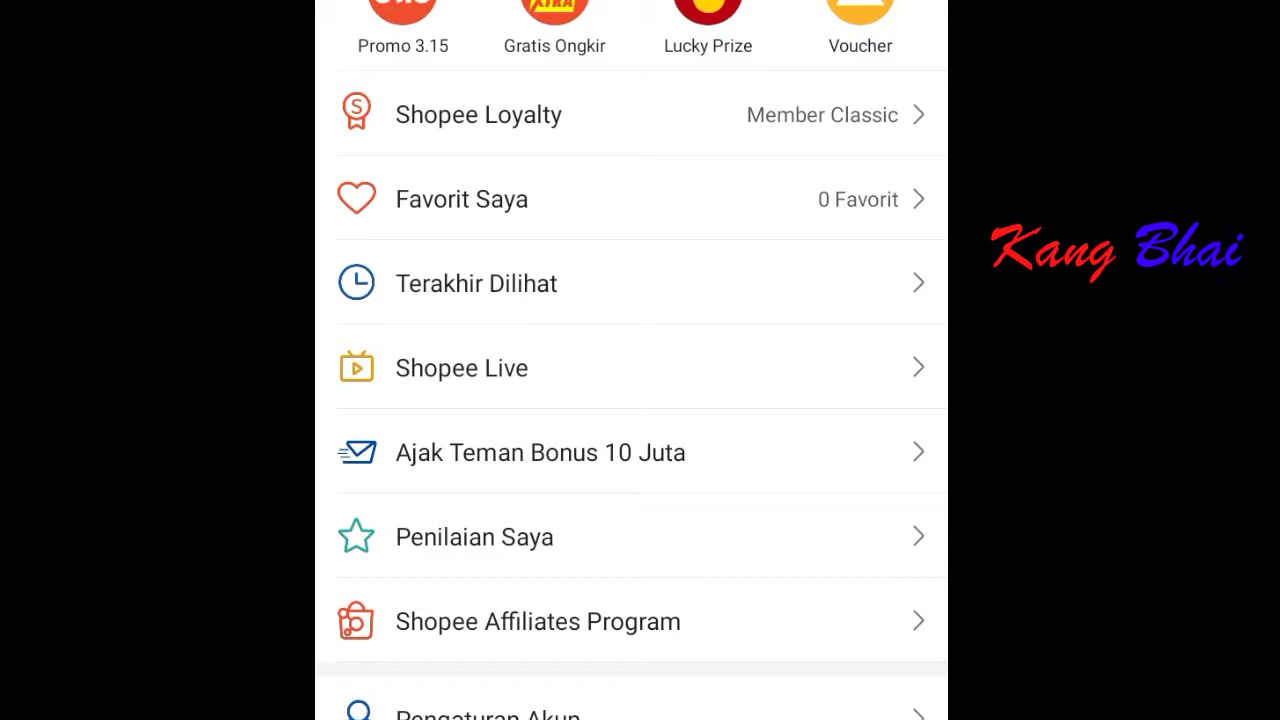 XTRA
Promo 3.15
Gratis Ongkir
Lucky Prize
Voucher
Shopee Loyalty
Member Classic
Favorit Saya
0 Favorit
Terakhir Dilihat
Shopee Live
Ajak Teman Bonus 10 Juta
Penilaian Saya
Shopee Affiliates Program
Pengaturan Akun
Kang Bhai